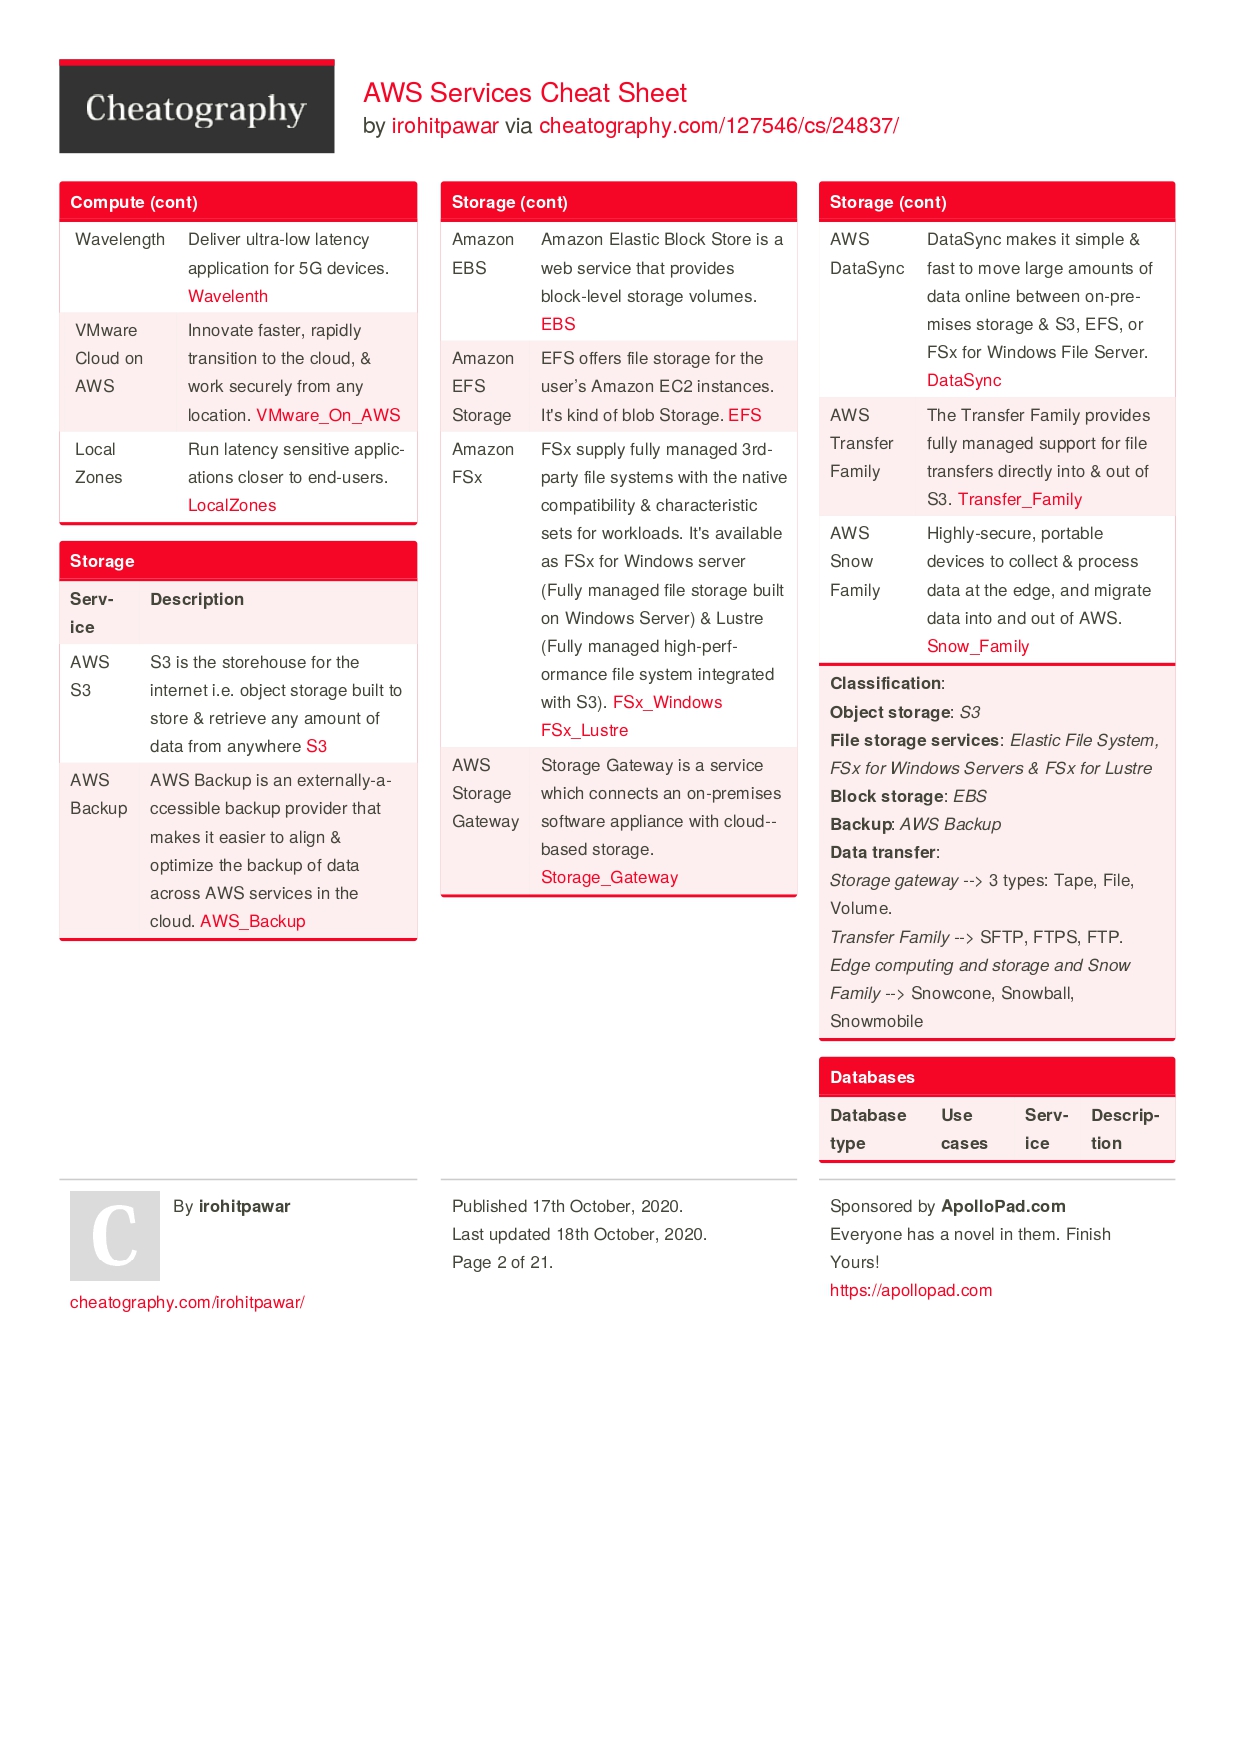 Cheatography
AWS Services Cheat Sheet
by irohitpawar via cheatography.com/127546/cs/24837/
Compute (cont)
Wavelength Deliver ultra-low latency
application for 5G devices.
Wavelenth
VMware Innovate faster, rapidly
Cloud on transition to the cloud, &
AWS work securely from any
location. VMware_On_AWS
Local Run latency sensitive applic-
Zones ations closer to end-users.
LocalZones
Storage
Serv- Description
ice
AWS S3 is the storehouse for the
S3 internet i.e. object storage built to
store & retrieve any amount of
data from anywhere S3
AWS AWS Backup is an externally-a-
Backup ccessible backup provider that
makes it easier to align &
optimize the backup of data
across AWS services in the
cloud. AWS_Backup
Storage (cont)
Amazon Amazon Elastic Block Store is a
EBS web service that provides
block-level storage volumes.
EBS
Amazon EFS offers file storage for the
EFS user's Amazon EC2 instances.
Storage It's kind of blob Storage. EFS
Amazon FSx supply fully managed 3rd-
FSx party file systems with the native
compatibility & characteristic
sets for workloads. It's available
as FSx for Windows server
(Fully managed file storage built
on Windows Server) & Lustre
(Fully managed high-perf-
ormance file system integrated
with S3). FSx_Windows
FSx_Lustre
AWS Storage Gateway is a service
Storage which connects an on-premises
Gateway software appliance with cloud--
based storage.
Storage_Gateway
Storage (cont)
AWS DataSync makes it simple &
DataSync fast to move large amounts of
data online between on-pre-
mises storage & S3, EFS, or
FSx for Windows File Server.
DataSync
AWS The Transfer Family provides
Transfer fully managed support for file
Family transfers directly into & out of
S3. Transfer_Family
AWS Highly-secure, portable
Snow devices to collect & process
Family data at the edge, and migrate
data into and out of AWS.
Snow_Family
Classification:
Object storage: S3
File storage services: Elastic File System,
FSx for Windows Servers & FSx for Lustre
Block storage: EBS
Backup: AWS Backup
Data transfer:
Storage gateway --> 3 types: Tape, File,
Volume.
Transfer Family --> SFTP, FTPS, FTP.
Edge computing and storage and Snow
Family --> Snowcone, Snowball,
Snowmobile
Databases
Database Use Serv- Descrip-
type cases ice tion
C
By irohitpawar
cheatography.com/irohitpawar/
Published 17th October, 2020.
Last updated 18th October, 2020.
Page 2 of 21.
Sponsored by ApolloPad.com
Everyone has a novel in them. Finish
Yours!
https://apollopad.com